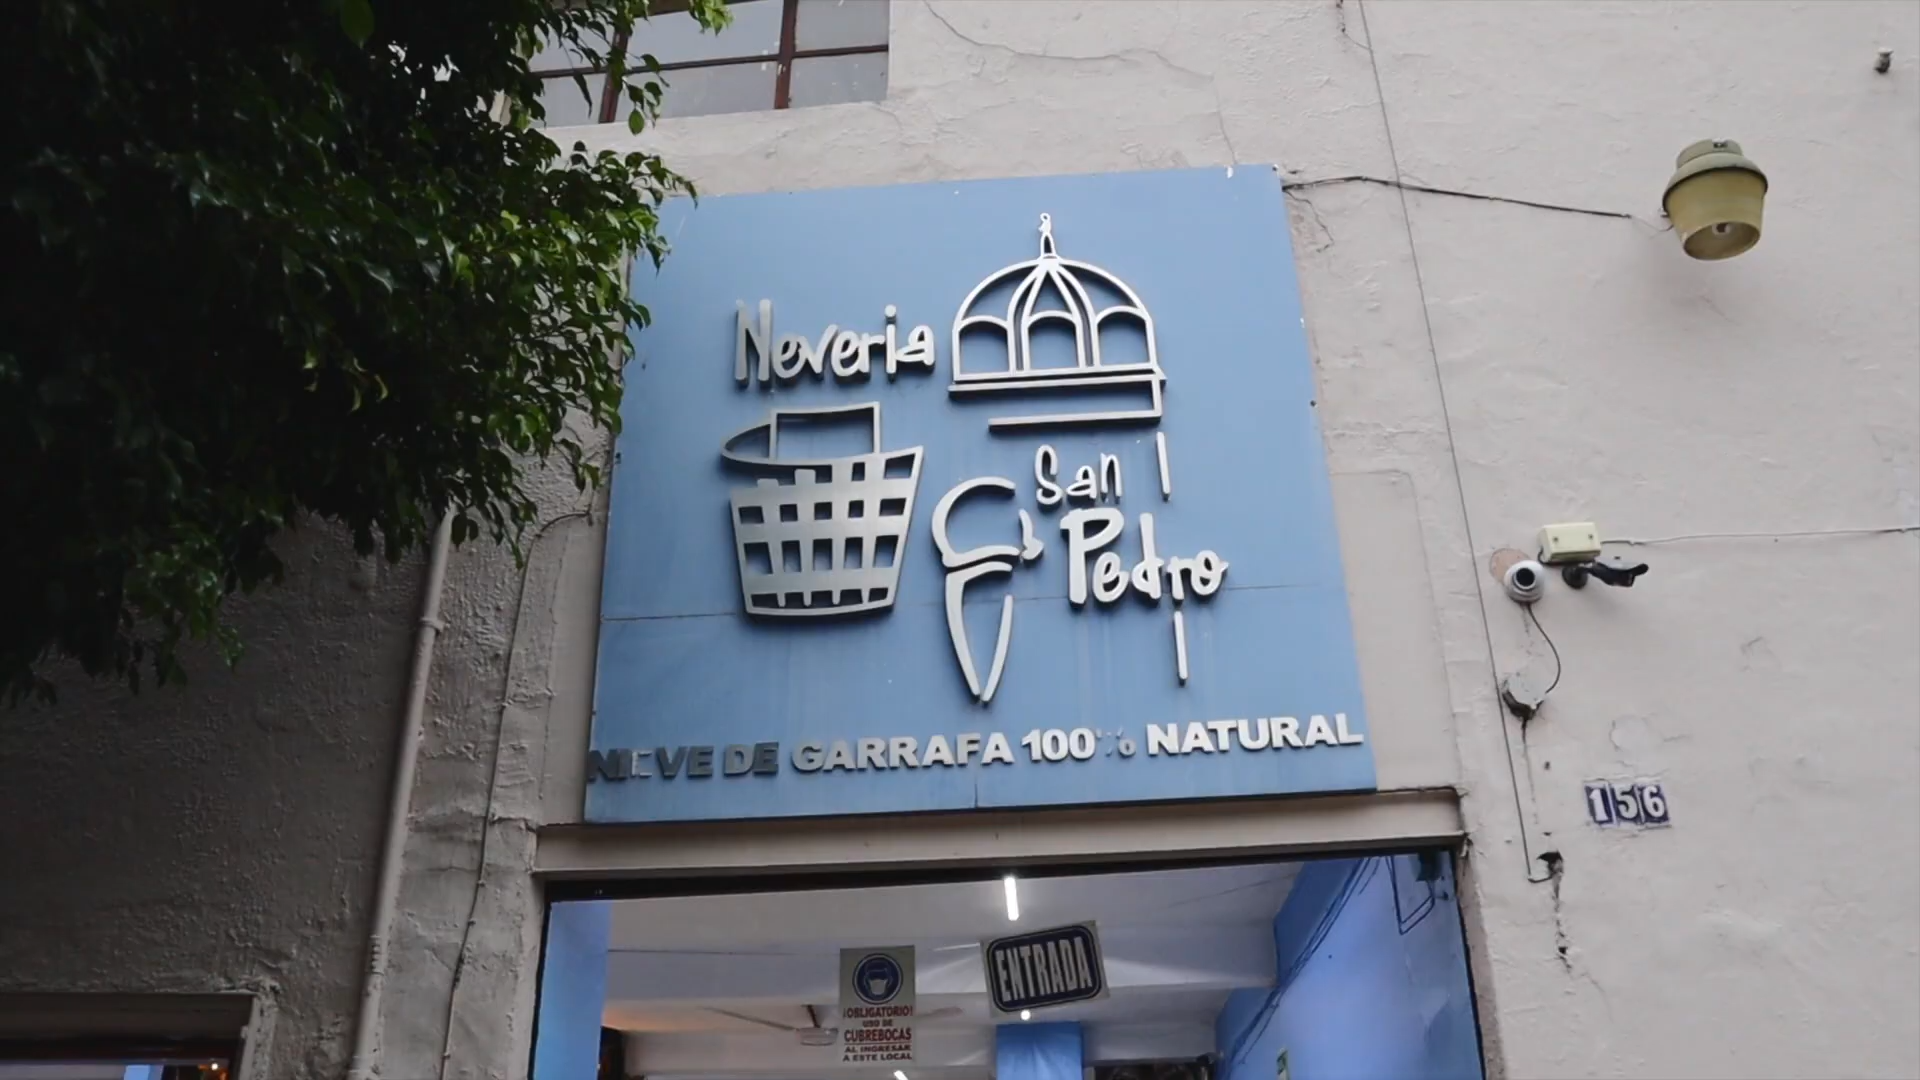 Neveria
San
Pedro
NIEVE DE GARRAFA 100% NATURAL
156
ENTRADA
¡OBLIGATORIO!
USO DE
CUBREBOCAS
AL INGRESAR
A ESTE LOCAL